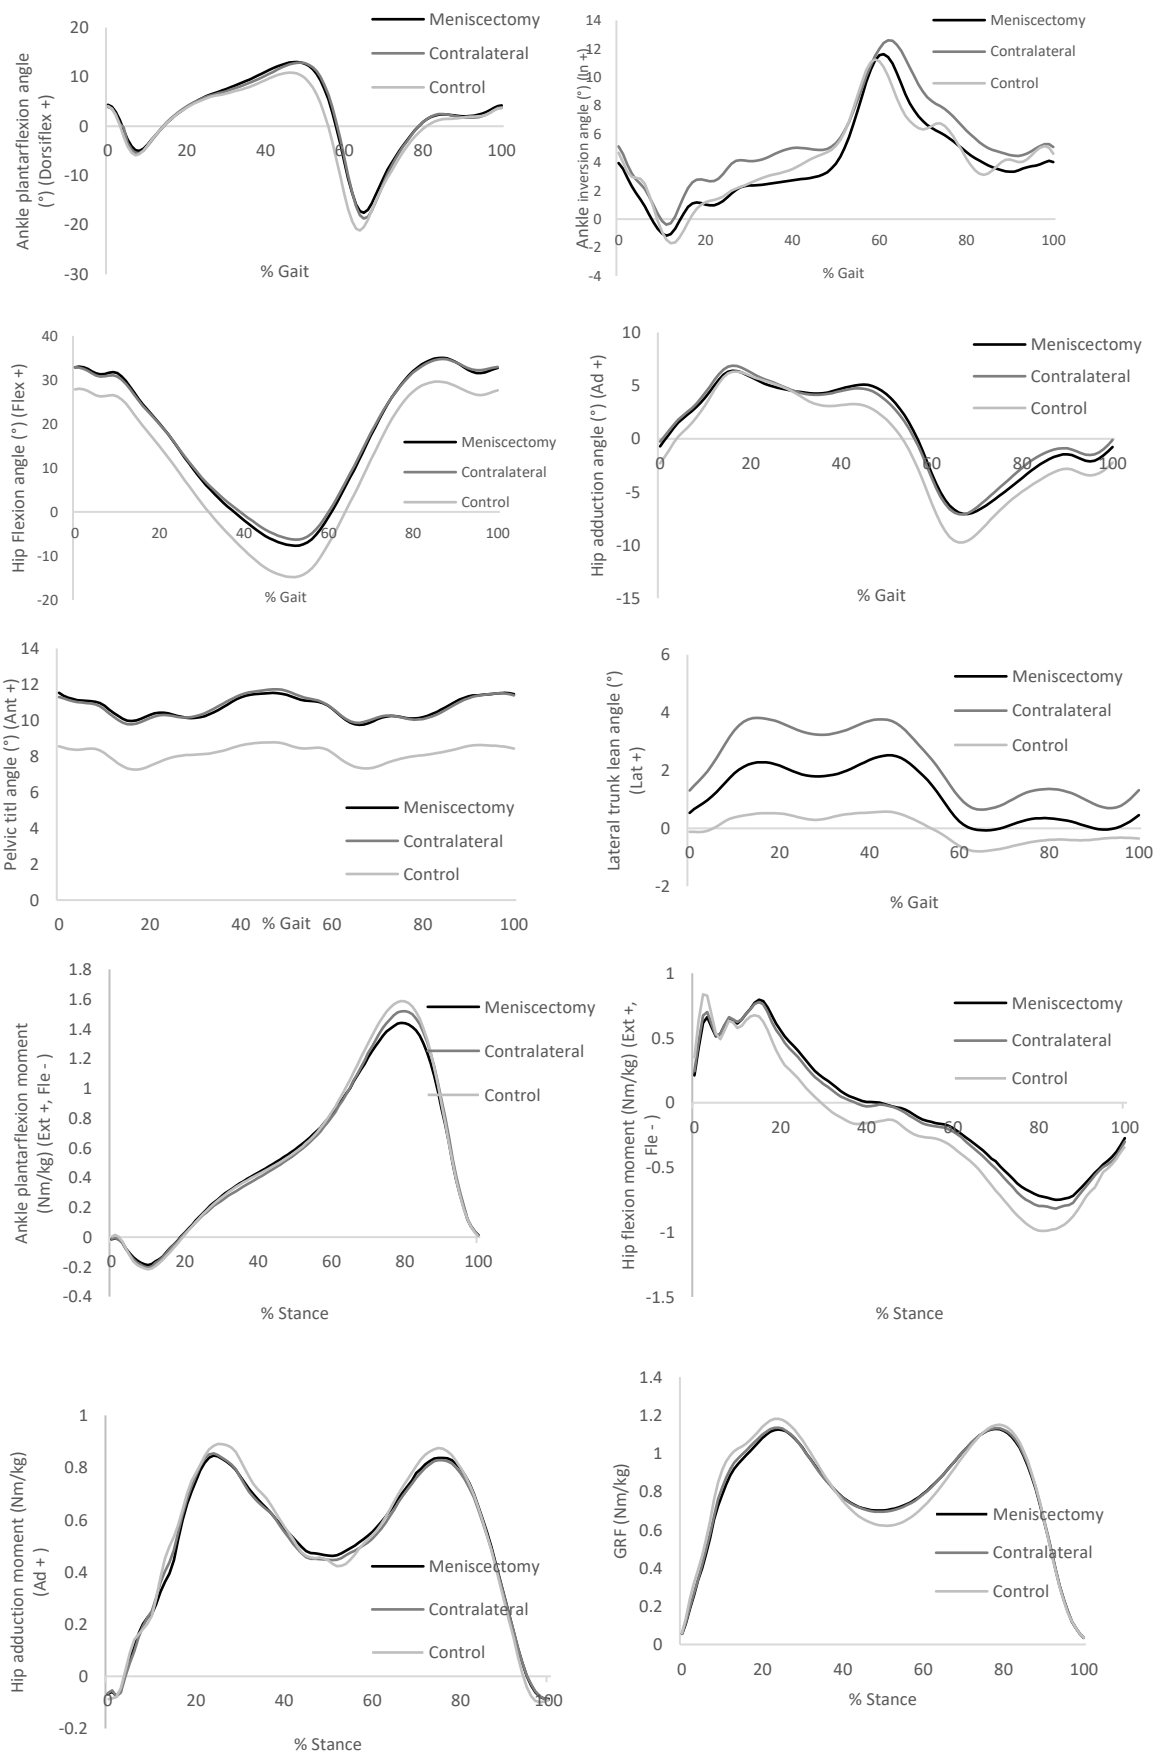 Ankle plantarflexion angle
(°) (Dorsiflex +)
20
10
0
-10
-20
-30
0
20
40
60
80
100
% Gait
Meniscectomy
Contralateral
Control
Ankle inversion angle (°) (In +)
14
12
10
8
6
4
2
0
-2
-4
0
20
40
60
80
100
% Gait
Meniscectomy
Contralateral
Control
Hip Flexion angle (°) (Flex +)
40
30
20
10
0
-10
-20
0
20
40
60
80
100
% Gait
Meniscectomy
Contralateral
Control
Hip adduction angle (°) (Ad +)
10
5
0
-5
-10
-15
0
20
40
60
80
100
% Gait
Meniscectomy
Contralateral
Control
Pelvic titl angle (°) (Ant +)
14
12
10
8
6
4
2
0
0
20
40
60
80
100
% Gait
Meniscectomy
Contralateral
Control
Lateral trunk lean angle (°)
(Lat +)
6
4
2
0
-2
0
20
40
60
80
100
% Gait
Meniscectomy
Contralateral
Control
Ankle plantarflexion moment
(Nm/kg) (Ext +, Fle - )
1.8
1.6
1.4
1.2
1
0.8
0.6
0.4
0.2
0
-0.2
-0.4
0
20
40
60
80
100
% Stance
Meniscectomy
Contralateral
Control
Hip flexion moment (Nm/kg) (Ext +,
Fle - )
1
0.5
0
-0.5
-1
-1.5
0
20
40
60
80
100
% Stance
Meniscectomy
Contralateral
Control
Hip adduction moment (Nm/kg)
(Ad + )
1
0.8
0.6
0.4
0.2
0
-0.2
0
20
40
60
80
100
% Stance
Meniscectomy
Contralateral
Control
GRF (Nm/kg)
1.4
1.2
1
0.8
0.6
0.4
0.2
0
0
20
40
60
80
100
% Stance
Meniscectomy
Contralateral
Control